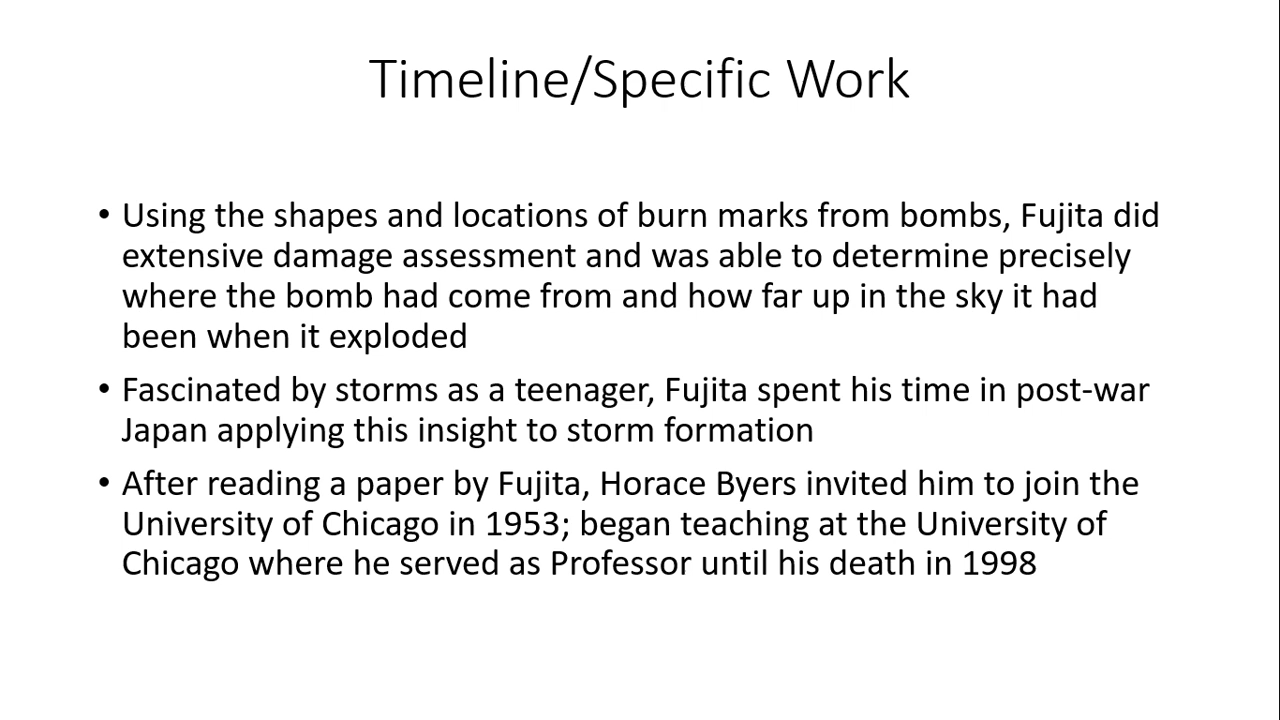 Timeline/Specific Work
• Using the shapes and locations of burn marks from bombs, Fujita did
extensive damage assessment and was able to determine precisely
where the bomb had come from and how far up in the sky it had
been when it exploded
• Fascinated by storms as a teenager, Fujita spent his time in post-war
Japan applying this insight to storm formation
• After reading a paper by Fujita, Horace Byers invited him to join the
University of Chicago in 1953; began teaching at the University of
Chicago where he served as Professor until his death in 1998